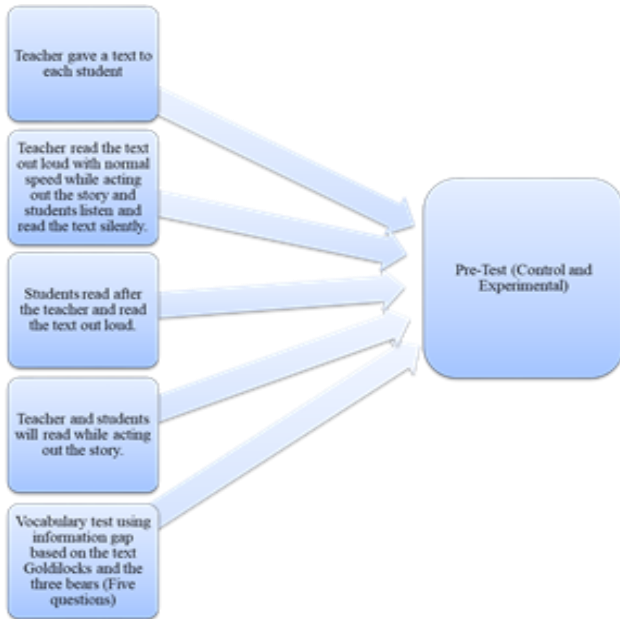 Teacher gave a text to
each student
Teacher read the text
out loud with normal
speed while acting
out the story and
students listen and
read the text silently.
Students read after
the teacher and read
the text out loud.
Teacher and students
will read while acting
out the story.
Vocabulary test using
information gap
based on the text
Goldilocks and the
three bears (Five
questions)
Pre-Test (Control and
Experimental)